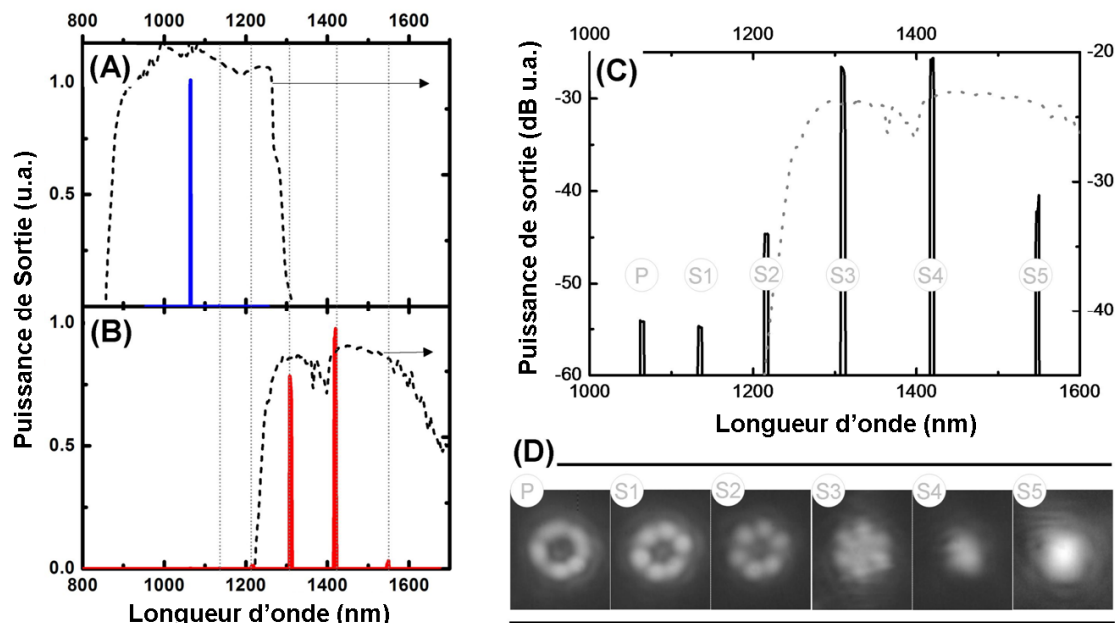 800 1000 1200 1400 1600
(A)
1.0
0.5
Puissance de Sortie (u.a.)
(B)
1.0
0.5
0.0
800 1000 1200 1400 1600
Longueur d'onde (nm)
1000 1200 1400
(C)
-20
-30
-30
-40
-40
-50
-60
Puissance de sortie (dB u.a.)
P S1 S2 S3 S4 S5
1000 1200 1400 1600
Longueur d'onde (nm)
(D)
P S1 S2 S3 S4 S5